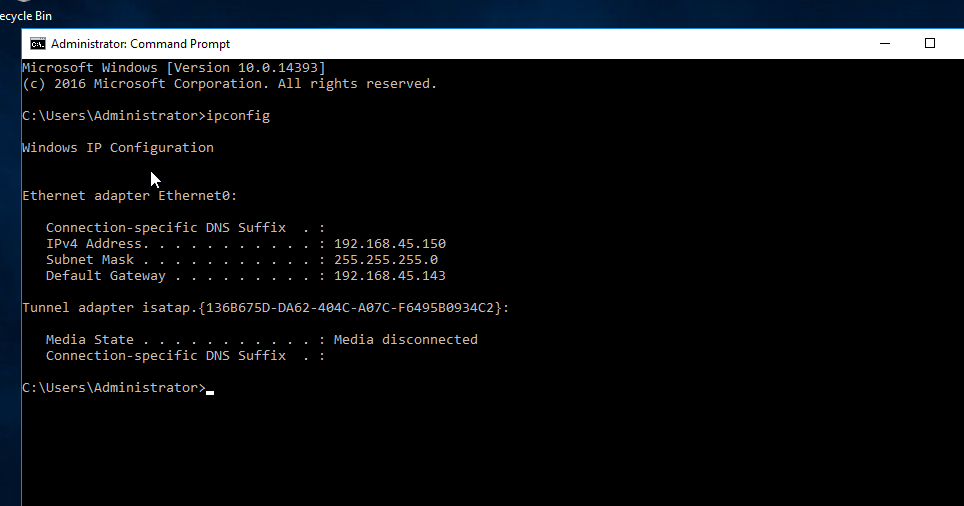 ecycle Bin
Administrator: Command Prompt
Microsoft Windows [Version 10.0.14393]
(c) 2016 Microsoft Corporation. All rights reserved.
C:\Users\Administrator>ipconfig
Windows IP Configuration
Ethernet adapter Ethernet0:
   Connection-specific DNS Suffix  . :
   IPv4 Address. . . . . . . . . . . : 192.168.45.150
   Subnet Mask . . . . . . . . . . . : 255.255.255.0
   Default Gateway . . . . . . . . . : 192.168.45.143
Tunnel adapter isatap.{136B675D-DA62-404C-A07C-F6495B0934C2}:
   Media State . . . . . . . . . . . : Media disconnected
   Connection-specific DNS Suffix  . :
C:\Users\Administrator>